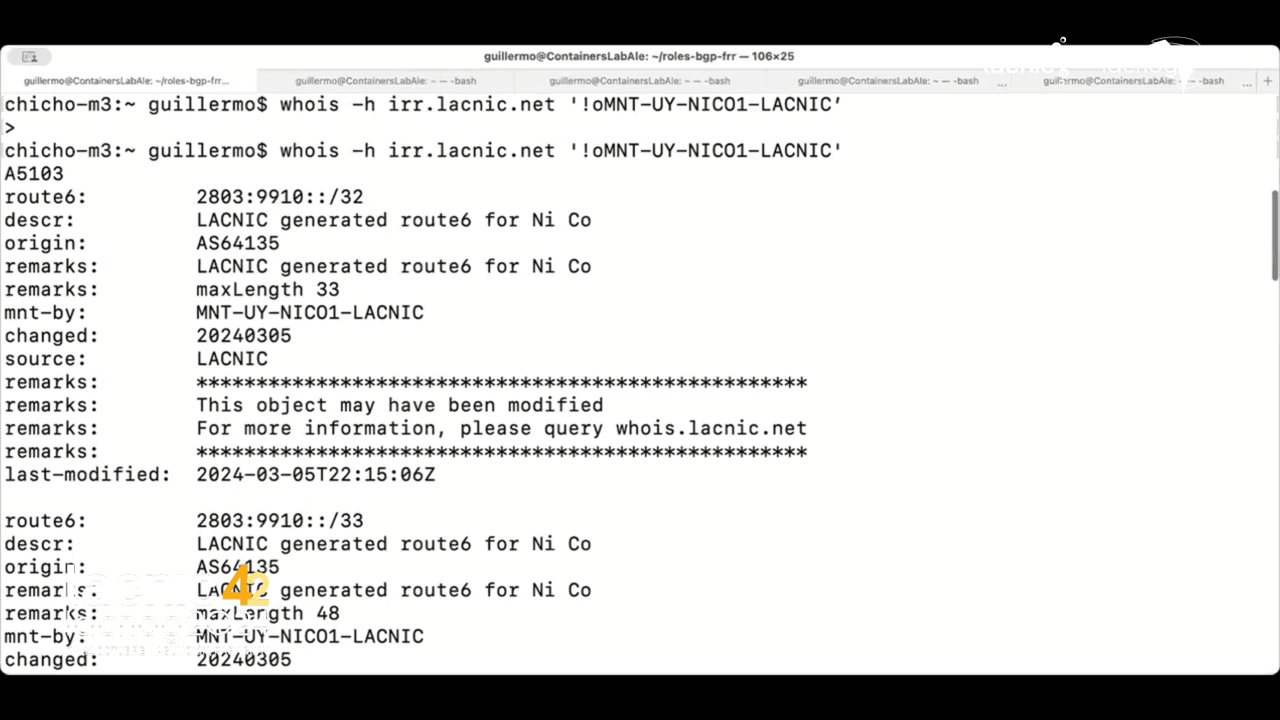 guillermo@ContainersLabAle: ~/roles-bgp-frr — 106×25
guillermo@ContainersLabAle: ~/roles-bgp-frr... guillermo@ContainersLabAle: ~ — -bash guillermo@ContainersLabAle: ~ — -bash guillermo@ContainersLabAle: ~ — -bash ... guillermo@ContainersLabAle: ~ — -bash ... +
chicho-m3:~ guillermo$ whois -h irr.lacnic.net '!oMNT-UY-NICO1-LACNIC’
>
chicho-m3:~ guillermo$ whois -h irr.lacnic.net '!oMNT-UY-NICO1-LACNIC'
A5103
route6: 2803:9910::/32
descr: LACNIC generated route6 for Ni Co
origin: AS64135
remarks: LACNIC generated route6 for Ni Co
remarks: maxLength 33
mnt-by: MNT-UY-NICO1-LACNIC
changed: 20240305
source: LACNIC
remarks: ***************************************************
remarks: This object may have been modified
remarks: For more information, please query whois.lacnic.net
remarks: ***************************************************
last-modified: 2024-03-05T22:15:06Z
route6: 2803:9910::/33
descr: LACNIC generated route6 for Ni Co
origin: AS64135
remarks: LACNIC generated route6 for Ni Co
remarks: maxLength 48
mnt-by: MNT-UY-NICO1-LACNIC
changed: 20240305
42